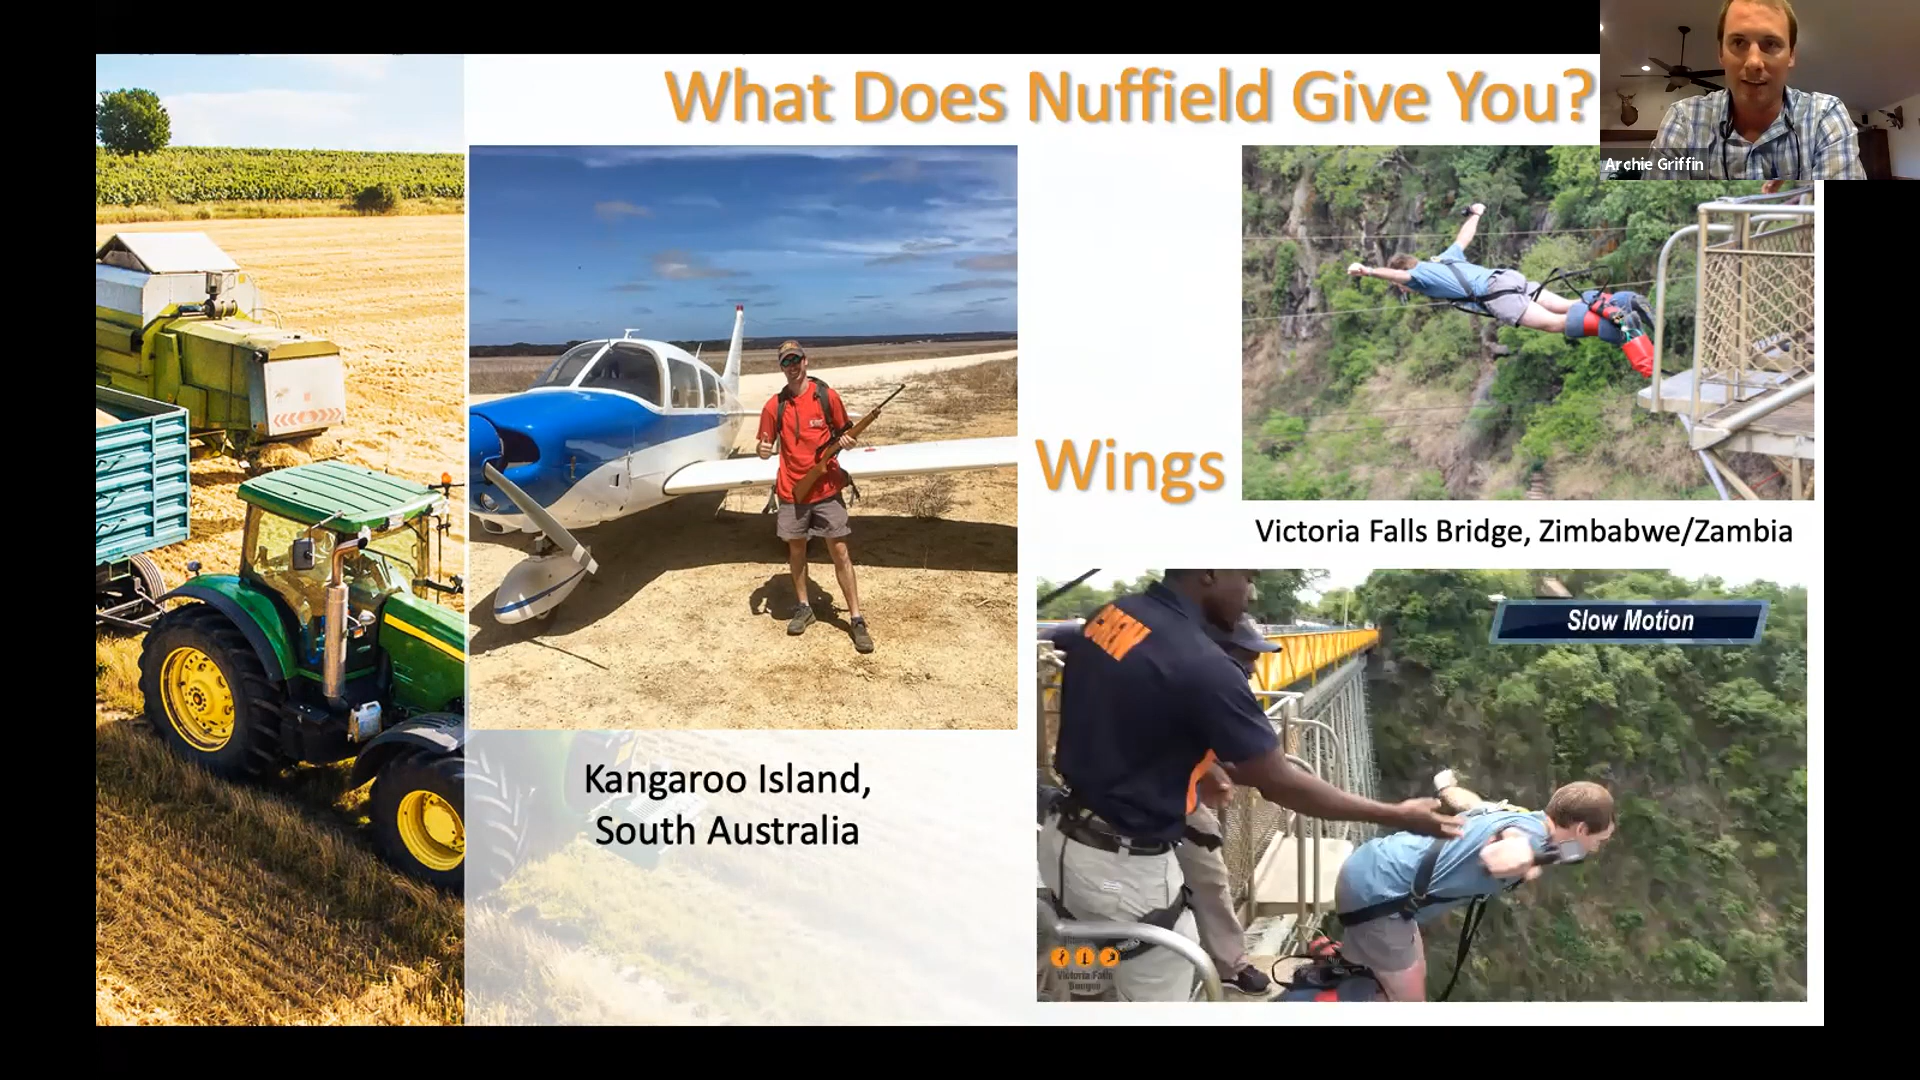 What Does Nuffield Give You?
Archie Griffin
Wings
Victoria Falls Bridge, Zimbabwe/Zambia
Slow Motion
Kangaroo Island,
South Australia
Victoria Falls
Bungee